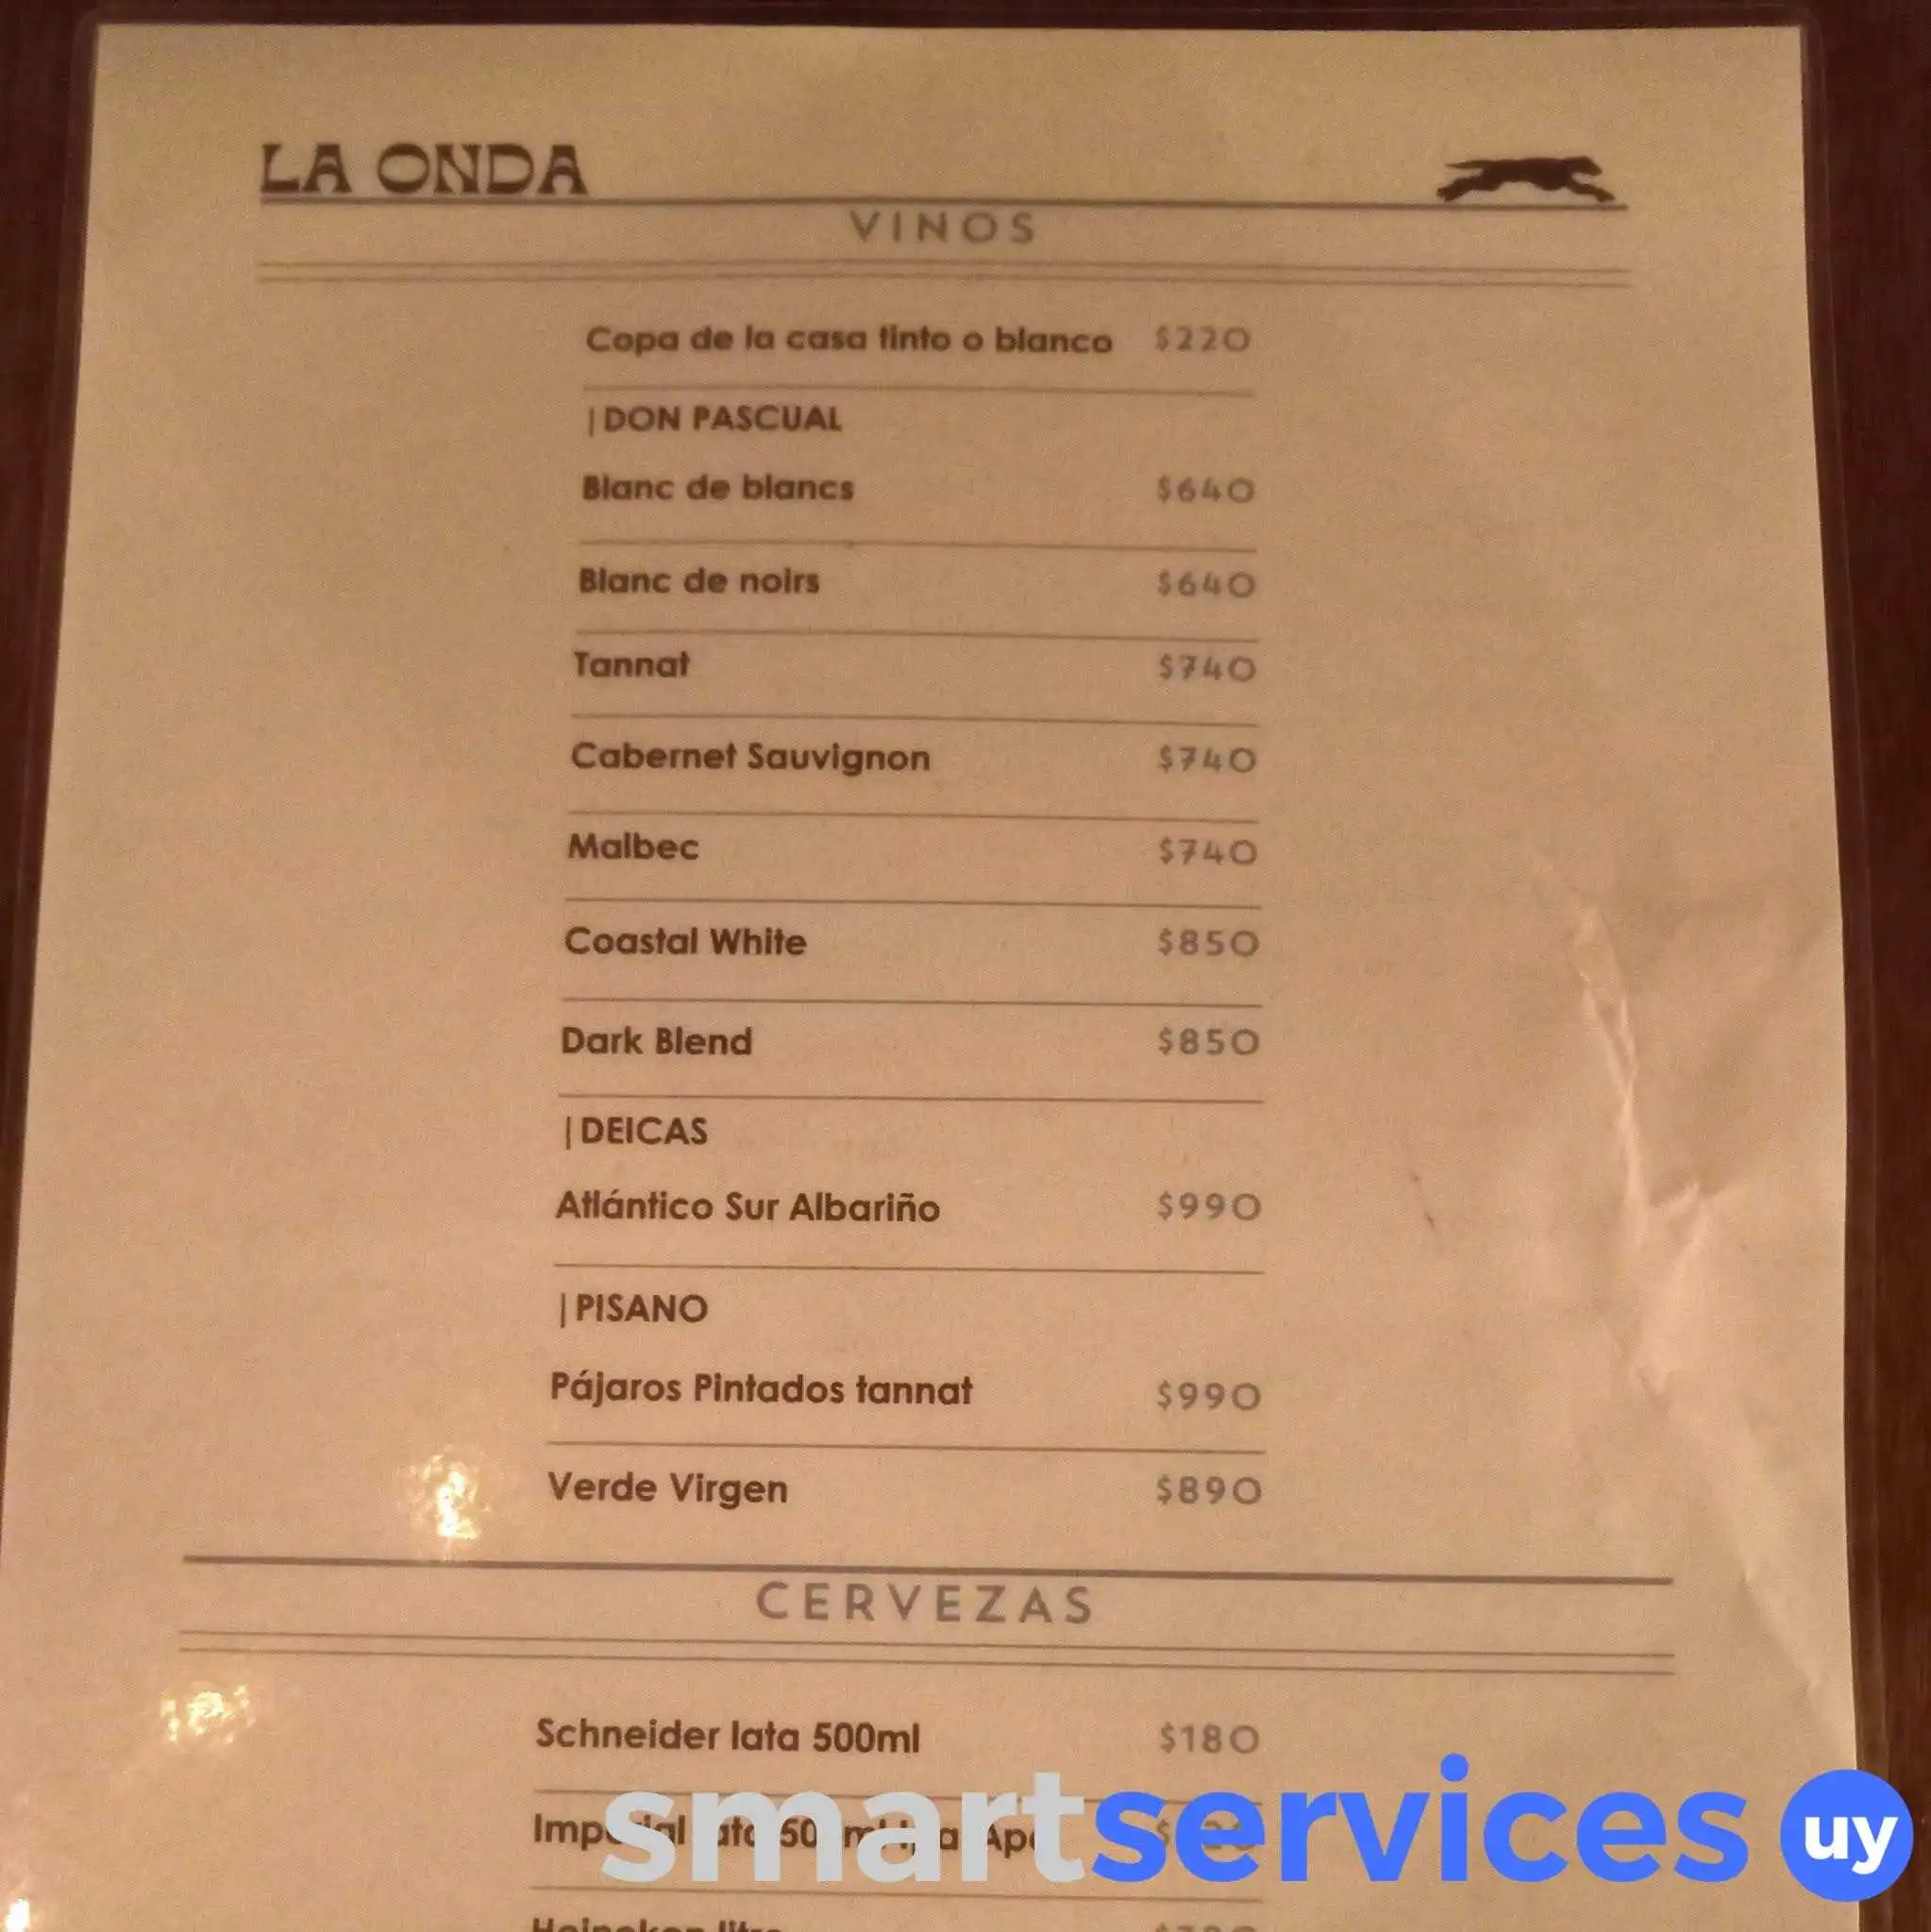 LA ONDA
VINOS
Copa de la casa tinto o blanco $220
| DON PASCUAL
Blanc de blancs $640
Blanc de noirs $640
Tannat $740
Cabernet Sauvignon $740
Malbec $740
Coastal White $850
Dark Blend $850
| DEICAS
Atlántico Sur Albariño $990
| PISANO
Pájaros Pintados tannat $990
Verde Virgen $890
CERVEZAS
Schneider lata 500ml $180
smartservices uy